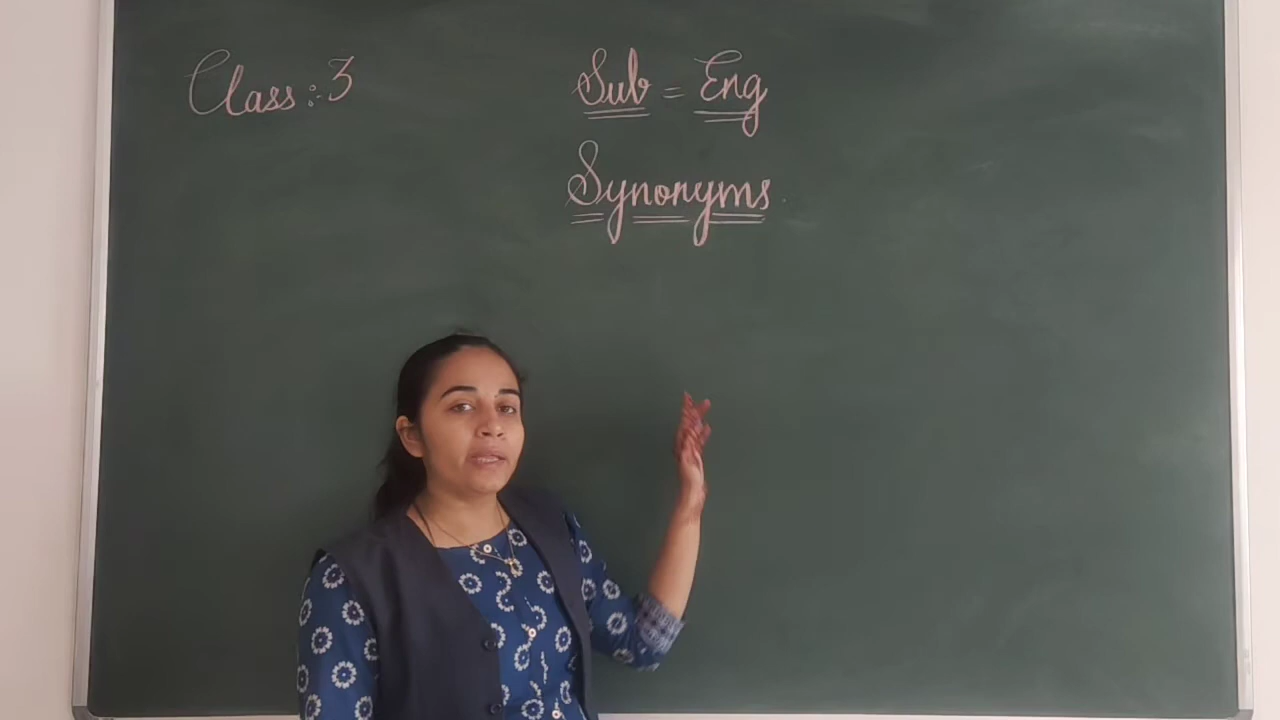 Class :- 3
Sub = Eng
Synonyms